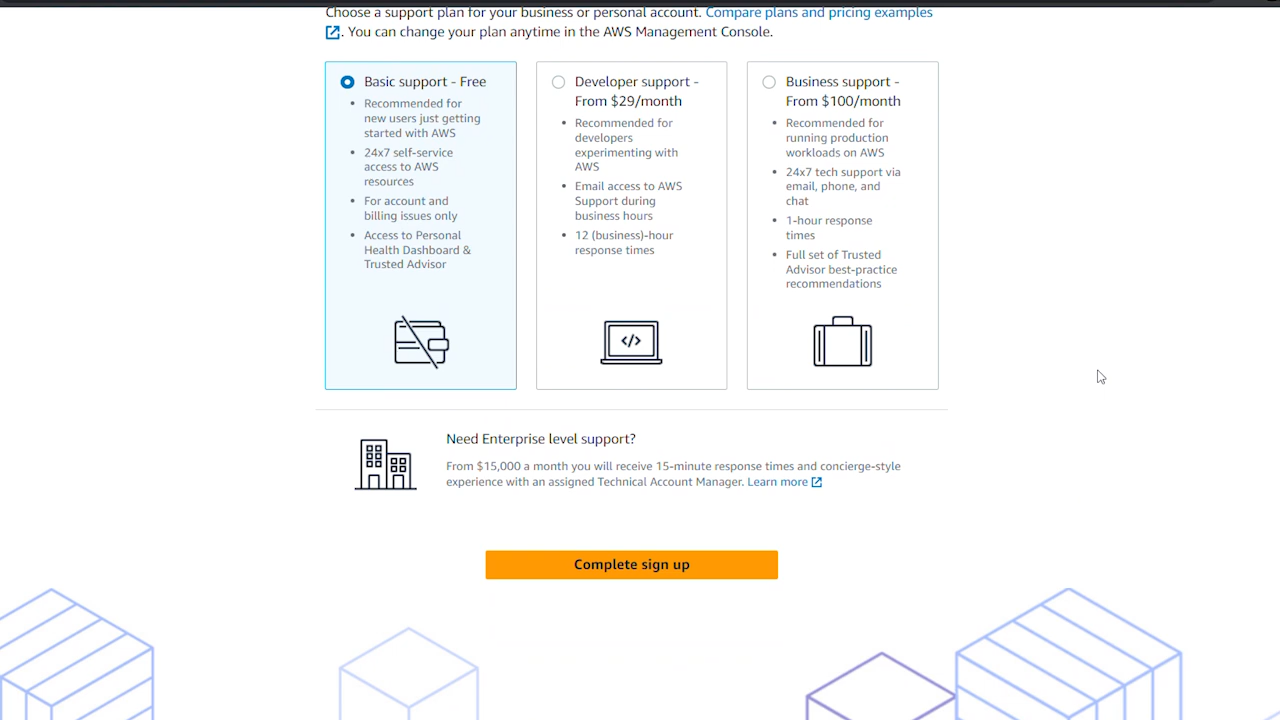 Choose a support plan for your business or personal account. Compare plans and pricing examples
. You can change your plan anytime in the AWS Management Console.
Basic support - Free
• Recommended for
new users just getting
started with AWS
• 24x7 self-service
access to AWS
resources
• For account and
billing issues only
• Access to Personal
Health Dashboard &
Trusted Advisor
Developer support -
From $29/month
• Recommended for
developers
experimenting with
AWS
• Email access to AWS
Support during
business hours
• 12 (business)-hour
response times
</>
Business support -
From $100/month
• Recommended for
running production
workloads on AWS
• 24x7 tech support via
email, phone, and
chat
• 1-hour response
times
• Full set of Trusted
Advisor best-practice
recommendations
Need Enterprise level support?
From $15,000 a month you will receive 15-minute response times and concierge-style
experience with an assigned Technical Account Manager. Learn more
Complete sign up